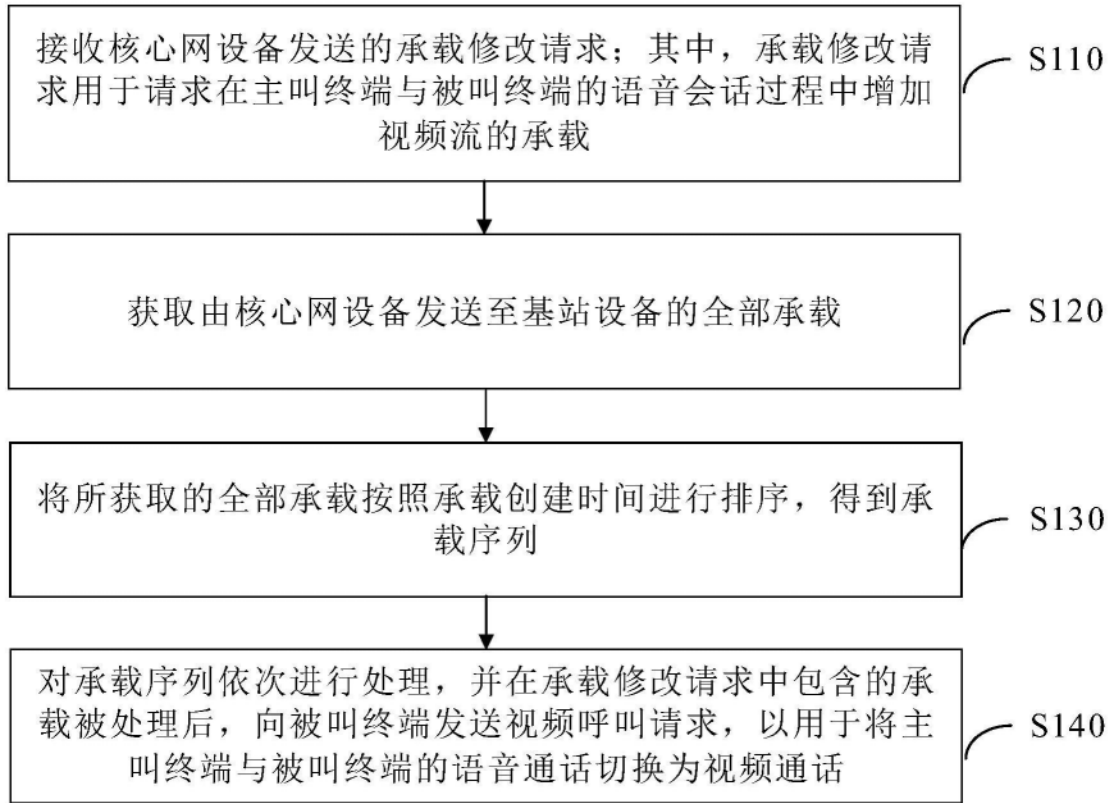 接收核心网设备发送的承载修改请求；其中，承载修改请
求用于请求在主叫终端与被叫终端的语音会话过程中增加
视频流的承载
S110
获取由核心网设备发送至基站设备的全部承载
S120
将所获取的全部承载按照承载创建时间进行排序，得到承
载序列
S130
对承载序列依次进行处理，并在承载修改请求中包含的承
载被处理后，向被叫终端发送视频呼叫请求，以用于将主
叫终端与被叫终端的语音通话切换为视频通话
S140